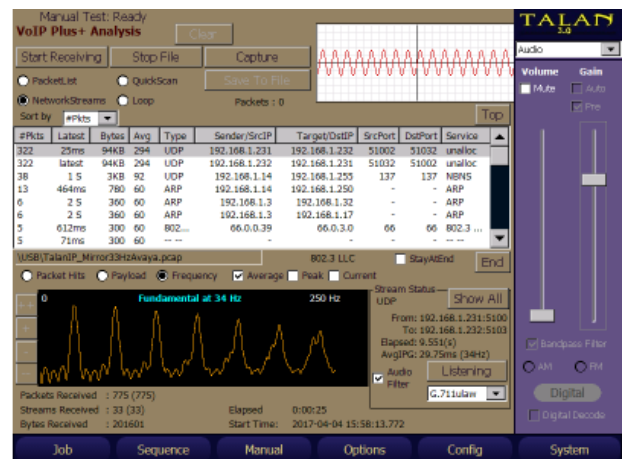 Manual Test: Ready
VoIP Plus+ Analysis
Clear
TALAN
3.0
Start Receiving
Stop File
Capture
Audio
PacketList
QuickScan
Save To File
Volume
Gain
NetworkStreams
Loop
Packets : 0
Mute
Auto
Pre
Sort by
#Pkts
Top
#Pkts Latest Bytes Avg Type Sender/SrcIP Target/DstIP SrcPort DstPort Service
322 25ms 94KB 294 UDP 192.168.1.231 192.168.1.232 51002 51032 unalloc
322 latest 94KB 294 UDP 192.168.1.232 192.168.1.231 51032 51002 unalloc
38 1 S 3KB 92 UDP 192.168.1.14 192.168.1.255 137 137 NBNS
13 464ms 780 60 ARP 192.168.1.14 192.168.1.250 - - ARP
6 2 S 360 60 ARP 192.168.1.3 192.168.1.32 - - ARP
6 2 S 360 60 ARP 192.168.1.3 192.168.1.17 - - ARP
5 612ms 300 60 802... 66.0.0.39 66.0.3.0 66 66 802.3 ...
5 71ms 300 60 -- -- - - -- --
\USB\TalanIP_Mirror33HzAvaya.pcap
802.3 LLC
StayAtEnd
End
Packet Hits
Payload
Frequency
Average
Peak
Current
++
+
-
--
0
Fundamental at 34 Hz
250 Hz
Stream Status
UDP
Show All
From: 192.168.1.231:5100
To: 192.168.1.232:5103
Elapsed: 9.551(s)
AvgIPG: 29.75ms (34Hz)
Audio Filter
Listening
G.711ulaw
Bandpass Filter
AM
FM
Digital
Digital Decode
Packets Received : 775 (775)
Streams Received : 33 (33)
Elapsed 0:00:25
Bytes Received : 201601
Start Time: 2017-04-04 15:58:13.772
Job
Sequence
Manual
Options
Config
System